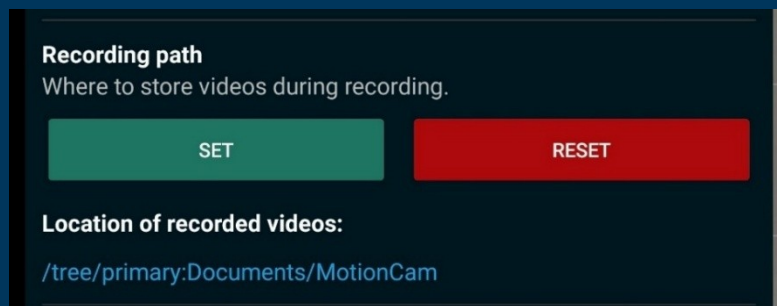 Recording path
Where to store videos during recording.
SET
RESET
Location of recorded videos:
/tree/primary:Documents/MotionCam